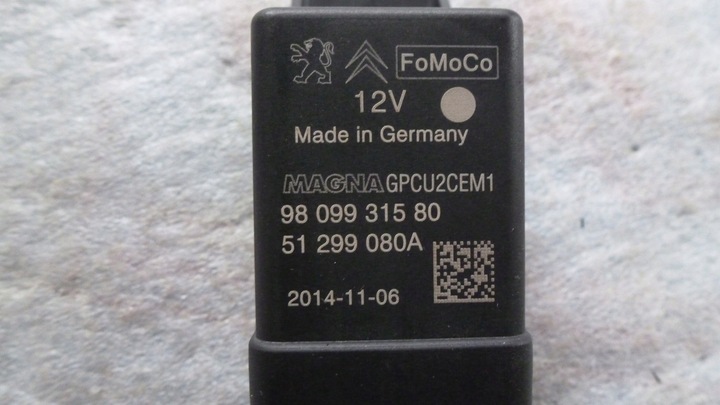 FoMoCo
12V
Made in Germany
MAGNA GPCU2CEM1
98 099 315 80
51 299 080A
2014-11-06